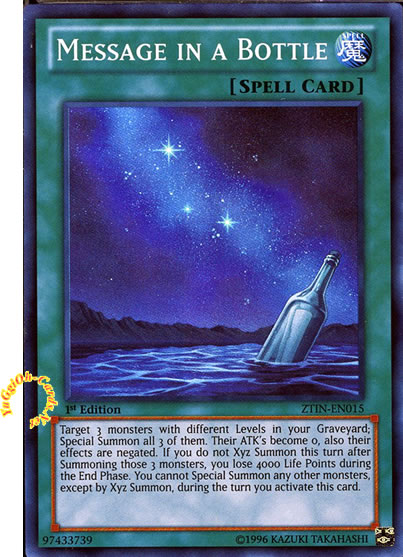 MESSAGE IN A BOTTLE
SPELL
魔
[SPELL CARD]
YuGgiOh-Cards.Net
1st Edition
ZTIN-EN015
Target 3 monsters with different Levels in your Graveyard;
Special Summon all 3 of them. Their ATK's become 0, also their
effects are negated. If you do not Xyz Summon this turn after
Summoning those 3 monsters, you lose 4000 Life Points during
the End Phase. You cannot Special Summon any other monsters,
except by Xyz Summon, during the turn you activate this card.
97433739
©1996 KAZUKI TAKAHASHI